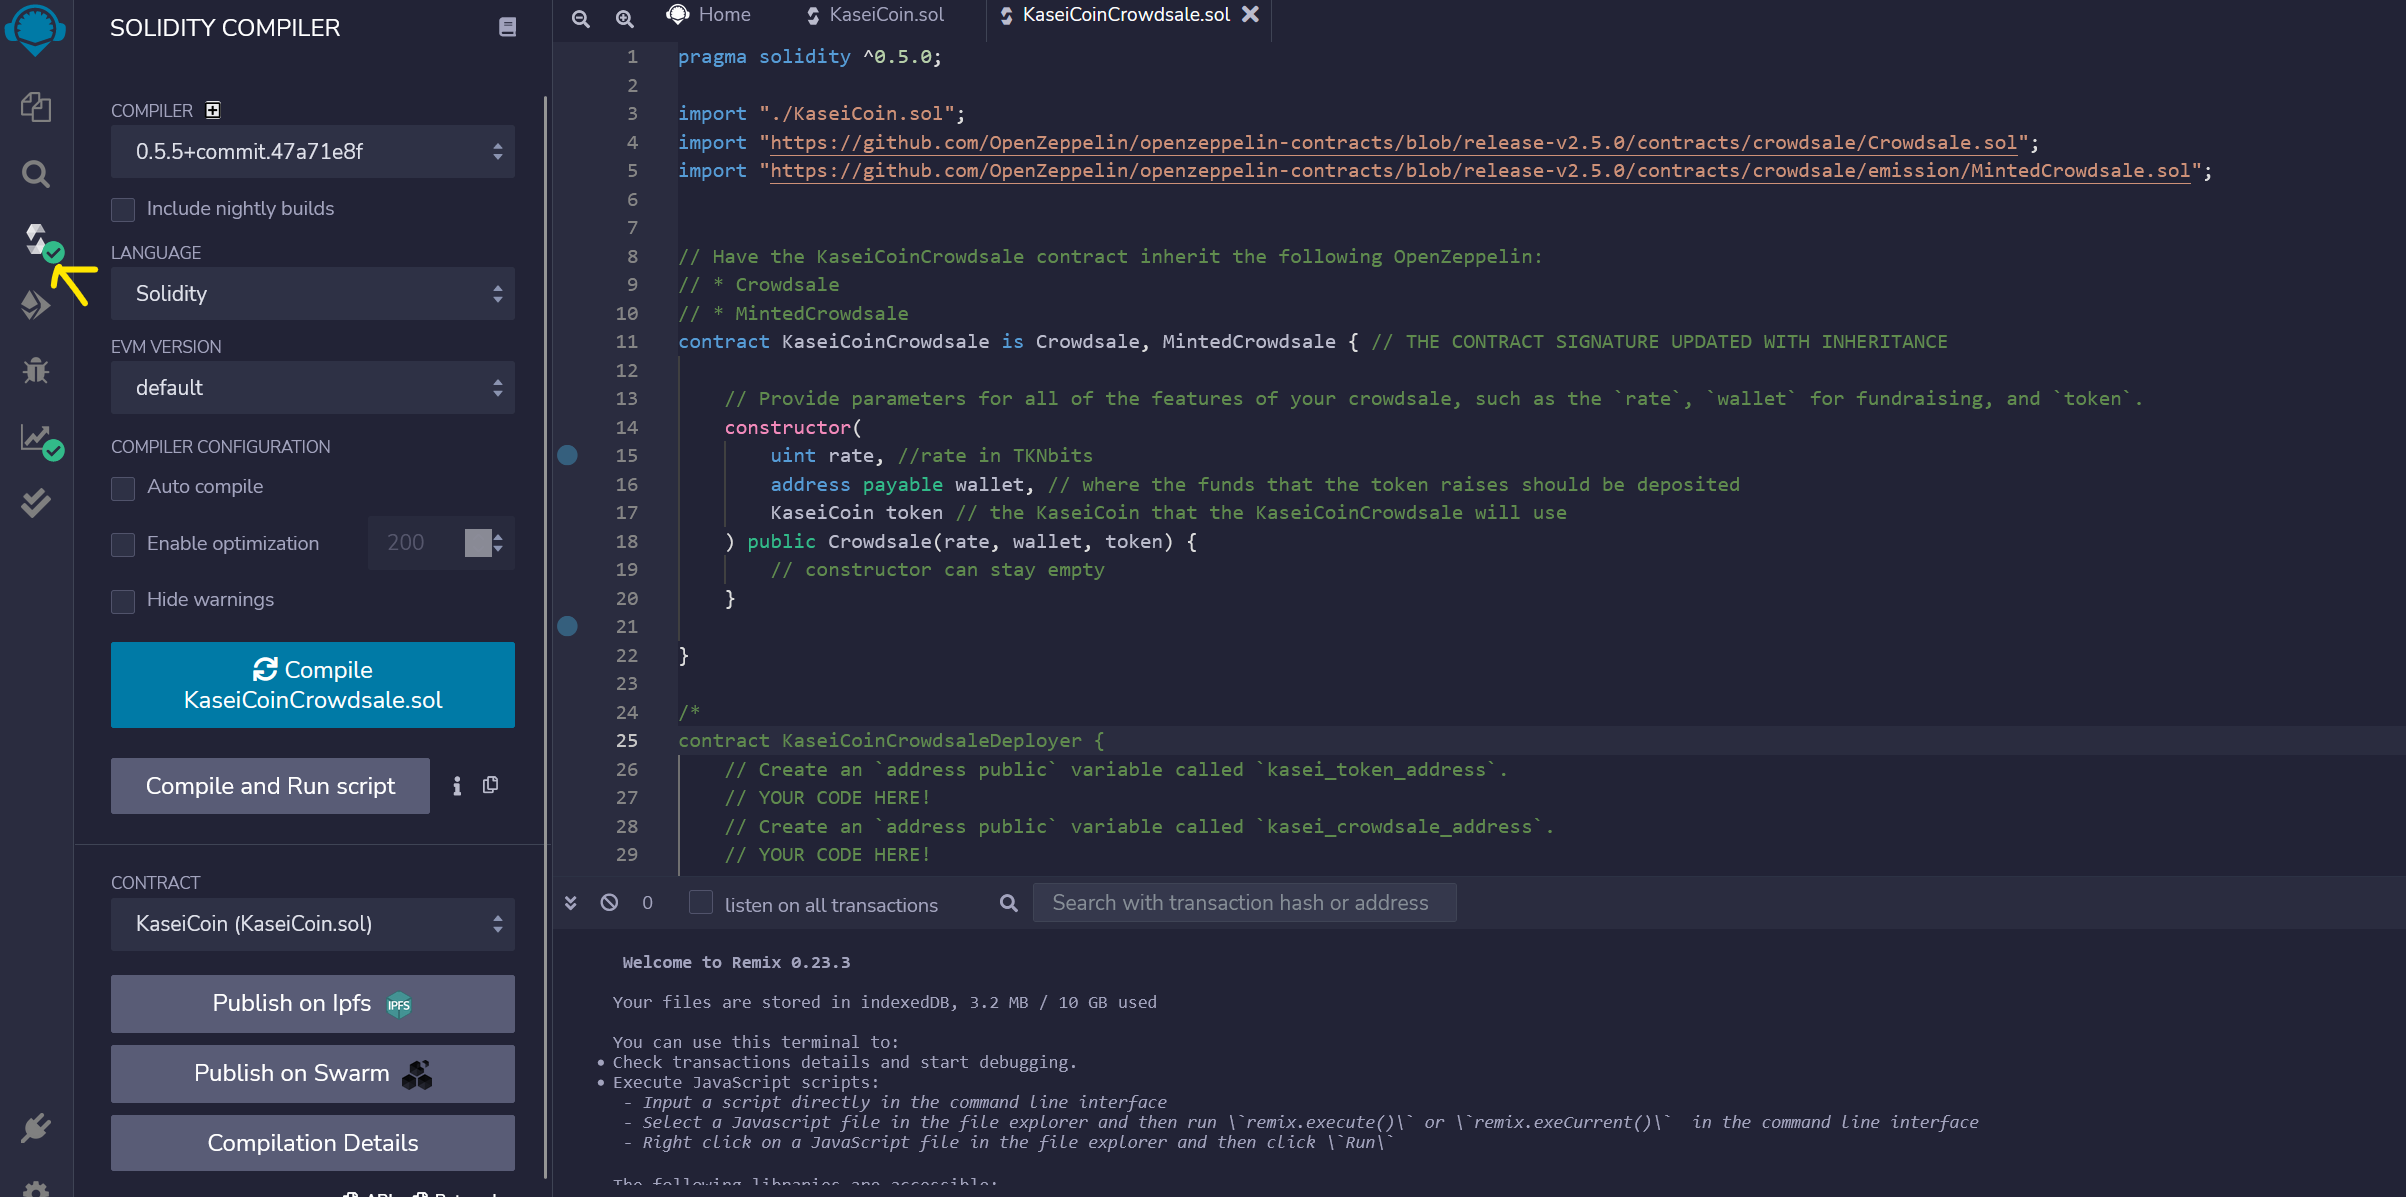 SOLIDITY COMPILER
COMPILER
0.5.5+commit.47a71e8f
Include nightly builds
LANGUAGE
Solidity
EVM VERSION
default
COMPILER CONFIGURATION
Auto compile
Enable optimization
200
Hide warnings
Compile
KaseiCoinCrowdsale.sol
Compile and Run script
CONTRACT
KaseiCoin (KaseiCoin.sol)
Publish on Ipfs
IPFS
Publish on Swarm
Compilation Details
Home
KaseiCoin.sol
KaseiCoinCrowdsale.sol
1 pragma solidity ^0.5.0;
2
3 import "./KaseiCoin.sol";
4 import "https://github.com/OpenZeppelin/openzeppelin-contracts/blob/release-v2.5.0/contracts/crowdsale/Crowdsale.sol";
5 import "https://github.com/OpenZeppelin/openzeppelin-contracts/blob/release-v2.5.0/contracts/crowdsale/emission/MintedCrowdsale.sol";
6
7
8 // Have the KaseiCoinCrowdsale contract inherit the following OpenZeppelin:
9 // * Crowdsale
10 // * MintedCrowdsale
11 contract KaseiCoinCrowdsale is Crowdsale, MintedCrowdsale { // THE CONTRACT SIGNATURE UPDATED WITH INHERITANCE
12
13 // Provide parameters for all of the features of your crowdsale, such as the `rate`, `wallet` for fundraising, and `token`.
14 constructor(
15 uint rate, //rate in TKNbits
16 address payable wallet, // where the funds that the token raises should be deposited
17 KaseiCoin token // the KaseiCoin that the KaseiCoinCrowdsale will use
18 ) public Crowdsale(rate, wallet, token) {
19 // constructor can stay empty
20 }
21
22 }
23
24 /*
25 contract KaseiCoinCrowdsaleDeployer {
26 // Create an `address public` variable called `kasei_token_address`.
27 // YOUR CODE HERE!
28 // Create an `address public` variable called `kasei_crowdsale_address`.
29 // YOUR CODE HERE!
0
listen on all transactions
Search with transaction hash or address
Welcome to Remix 0.23.3
Your files are stored in indexedDB, 3.2 MB / 10 GB used
You can use this terminal to:
• Check transactions details and start debugging.
• Execute JavaScript scripts:
- Input a script directly in the command line interface
- Select a Javascript file in the file explorer and then run \`remix.execute()\` or \`remix.exeCurrent()\` in the command line interface
- Right click on a JavaScript file in the file explorer and then click \`Run\`
The following libraries are accessible: